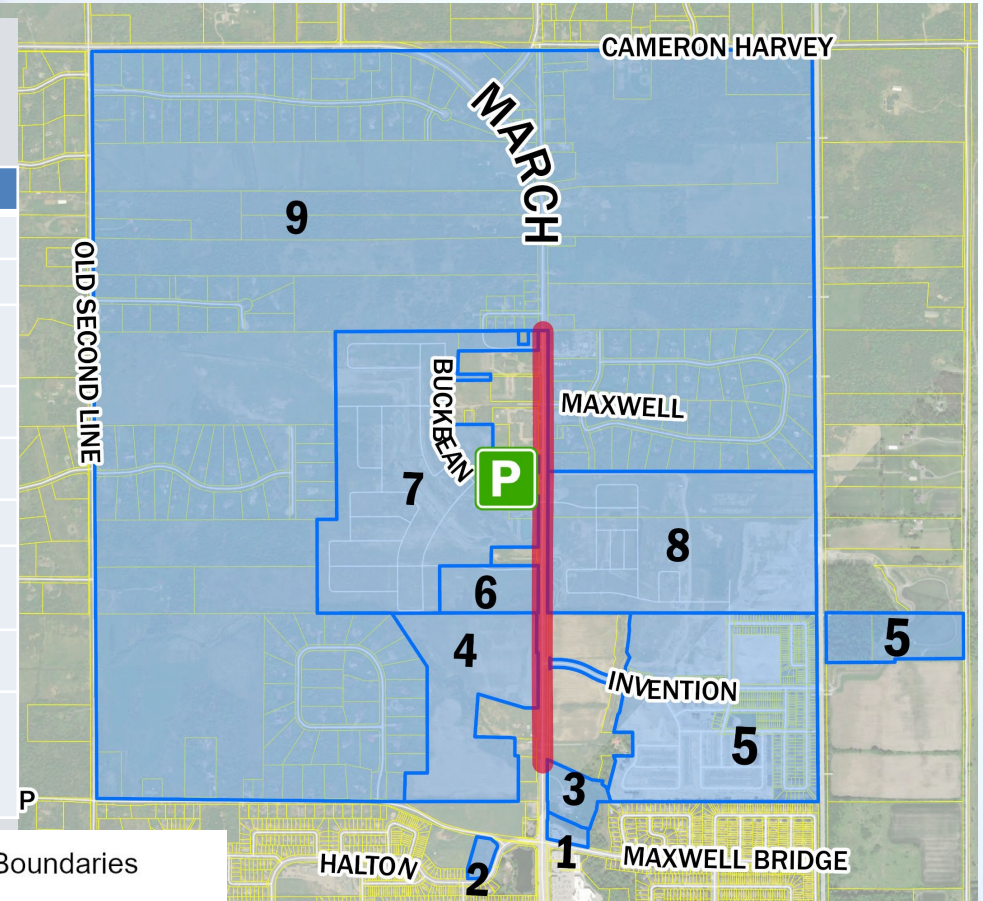 CAMERON HARVEY
MARCH
9
OLD SECOND LINE
BUCKBEAN
MAXWELL
P
7
8
6
4
5
INVENTION
5
3
P
1
Boundaries
HALTON
2
MAXWELL BRIDGE